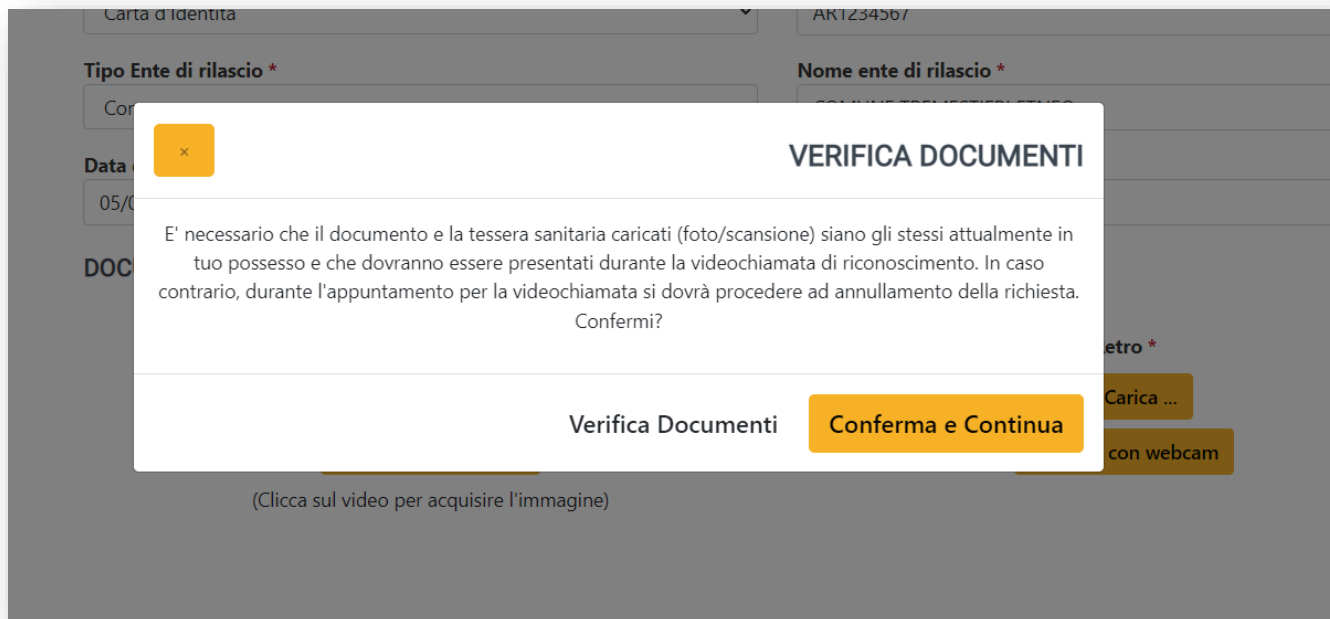 Carta d'Identità
AR1234567
Tipo Ente di rilascio *
Nome ente di rilascio *
×
VERIFICA DOCUMENTI
Data
05/0
E' necessario che il documento e la tessera sanitaria caricati (foto/scansione) siano gli stessi attualmente in
tuo possesso e che dovranno essere presentati durante la videochiamata di riconoscimento. In caso
contrario, durante l'appuntamento per la videochiamata si dovrà procedere ad annullamento della richiesta.
Confermi?
DOC
etro *
Carica ...
Verifica Documenti
Conferma e Continua
con webcam
(Clicca sul video per acquisire l'immagine)